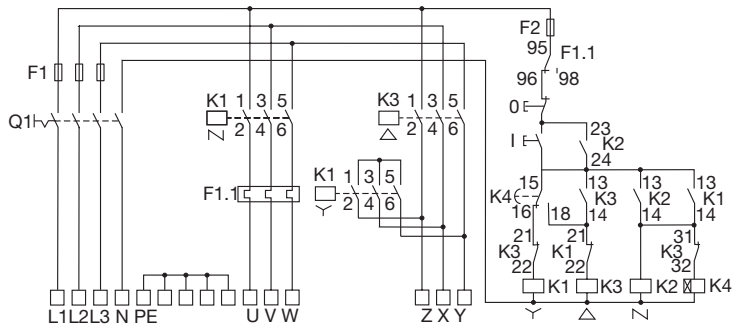 F2
95
F1.1
96 98
F1
0
Q1
K1 1 3 5
2 4 6
K3 1 3 5
2 4 6
I
23
K2
24
K1 1 3 5
2 4 6
F1.1
15 13 13 13
K4 K3 K2 K1
16 18 14 14 14
21 21 31
K3 K1 K3
22 22 32
K1 K3 K2 K4
L1 L2 L3 N PE U V W Z X Y